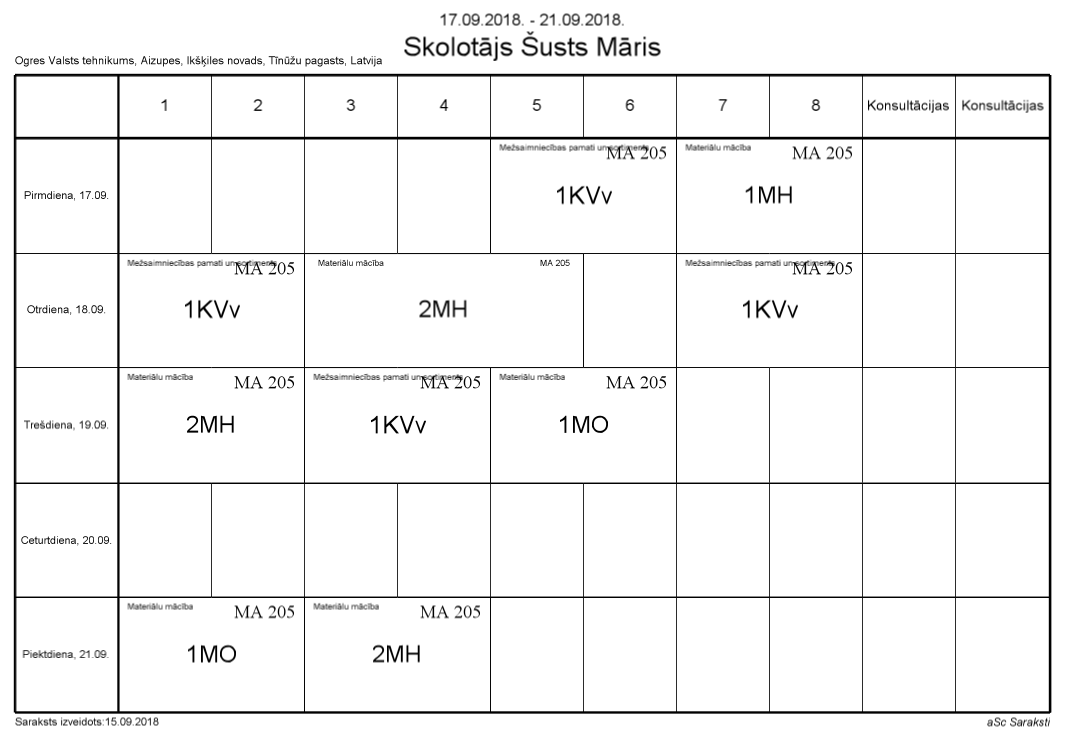 17.09.2018. - 21.09.2018.
Skolotājs Šusts Māris
Ogres Valsts tehnikums, Aizupes, Ikšķiles novads, Tīnūžu pagasts, Latvija
1 2 3 4 5 6 7 8 Konsultācijas Konsultācijas
Mežsaimniecības pamati un sortiments MA 205 Materiālu mācība MA 205
Pirmdiena, 17.09. 1KVv 1MH
Mežsaimniecības pamati un sortiments MA 205 Materiālu mācība MA 205 Mežsaimniecības pamati un sortiments MA 205
Otrdiena, 18.09. 1KVv 2MH 1KVv
Materiālu mācība MA 205 Mežsaimniecības pamati un sortiments MA 205 Materiālu mācība MA 205
Trešdiena, 19.09. 2MH 1KVv 1MO
Ceturtdiena, 20.09.
Materiālu mācība MA 205 Materiālu mācība MA 205
Piektdiena, 21.09. 1MO 2MH
Saraksts izveidots:15.09.2018 aSc Saraksti